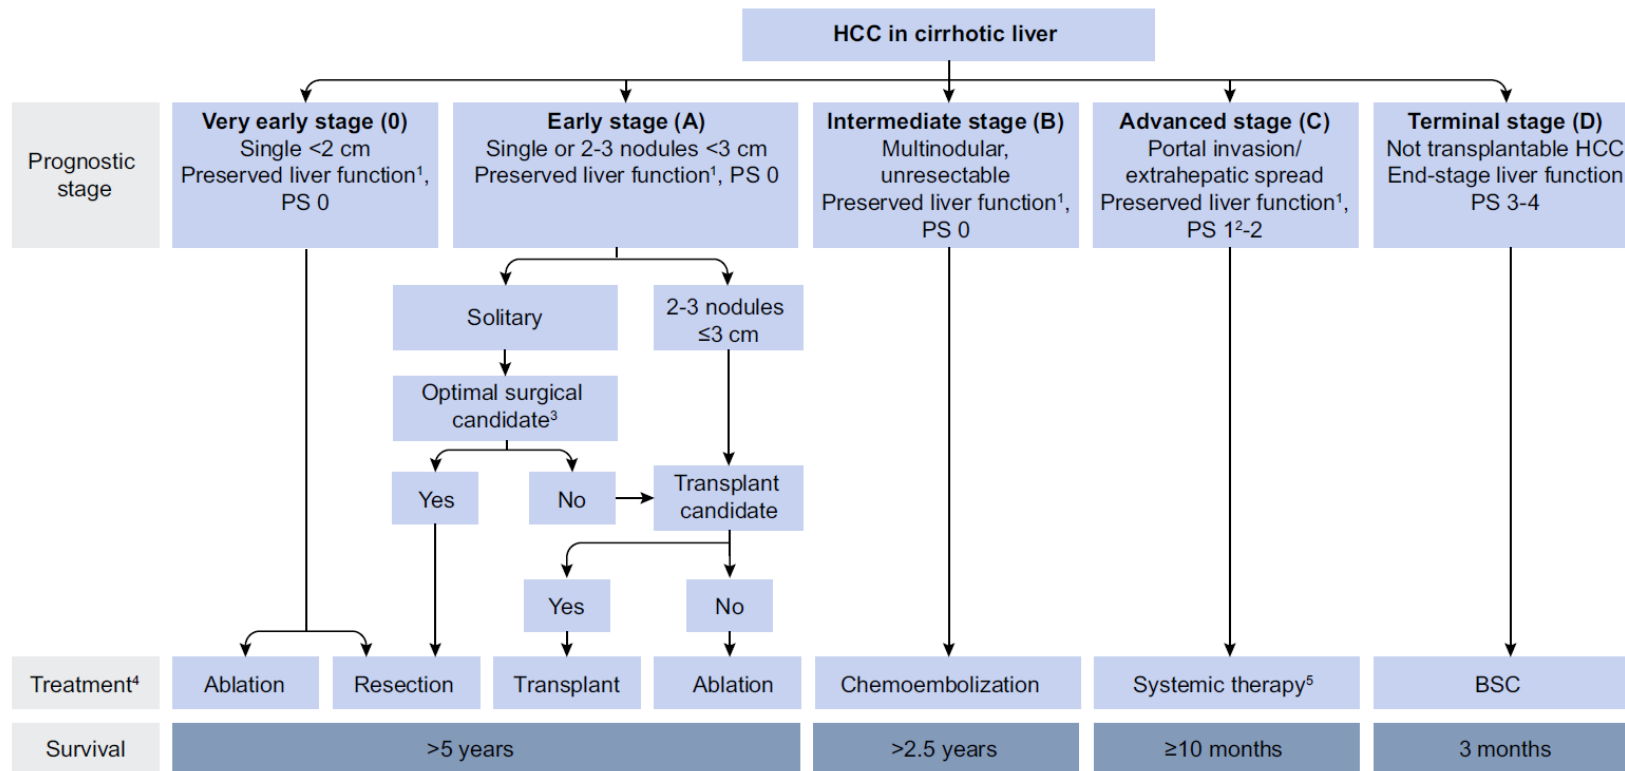 HCC in cirrhotic liver
Prognostic
stage
Very early stage (0)
Single <2 cm
Preserved liver function¹,
PS 0
Early stage (A)
Single or 2-3 nodules <3 cm
Preserved liver function¹, PS 0
Intermediate stage (B)
Multinodular,
unresectable
Preserved liver function¹,
PS 0
Advanced stage (C)
Portal invasion/
extrahepatic spread
Preserved liver function¹,
PS 1²-2
Terminal stage (D)
Not transplantable HCC
End-stage liver function
PS 3-4
Solitary
2-3 nodules
≤3 cm
Optimal surgical
candidate³
Yes
No
Transplant
candidate
Yes
No
Treatment⁴
Ablation
Resection
Transplant
Ablation
Chemoembolization
Systemic therapy⁵
BSC
Survival
>5 years
>2.5 years
≥10 months
3 months